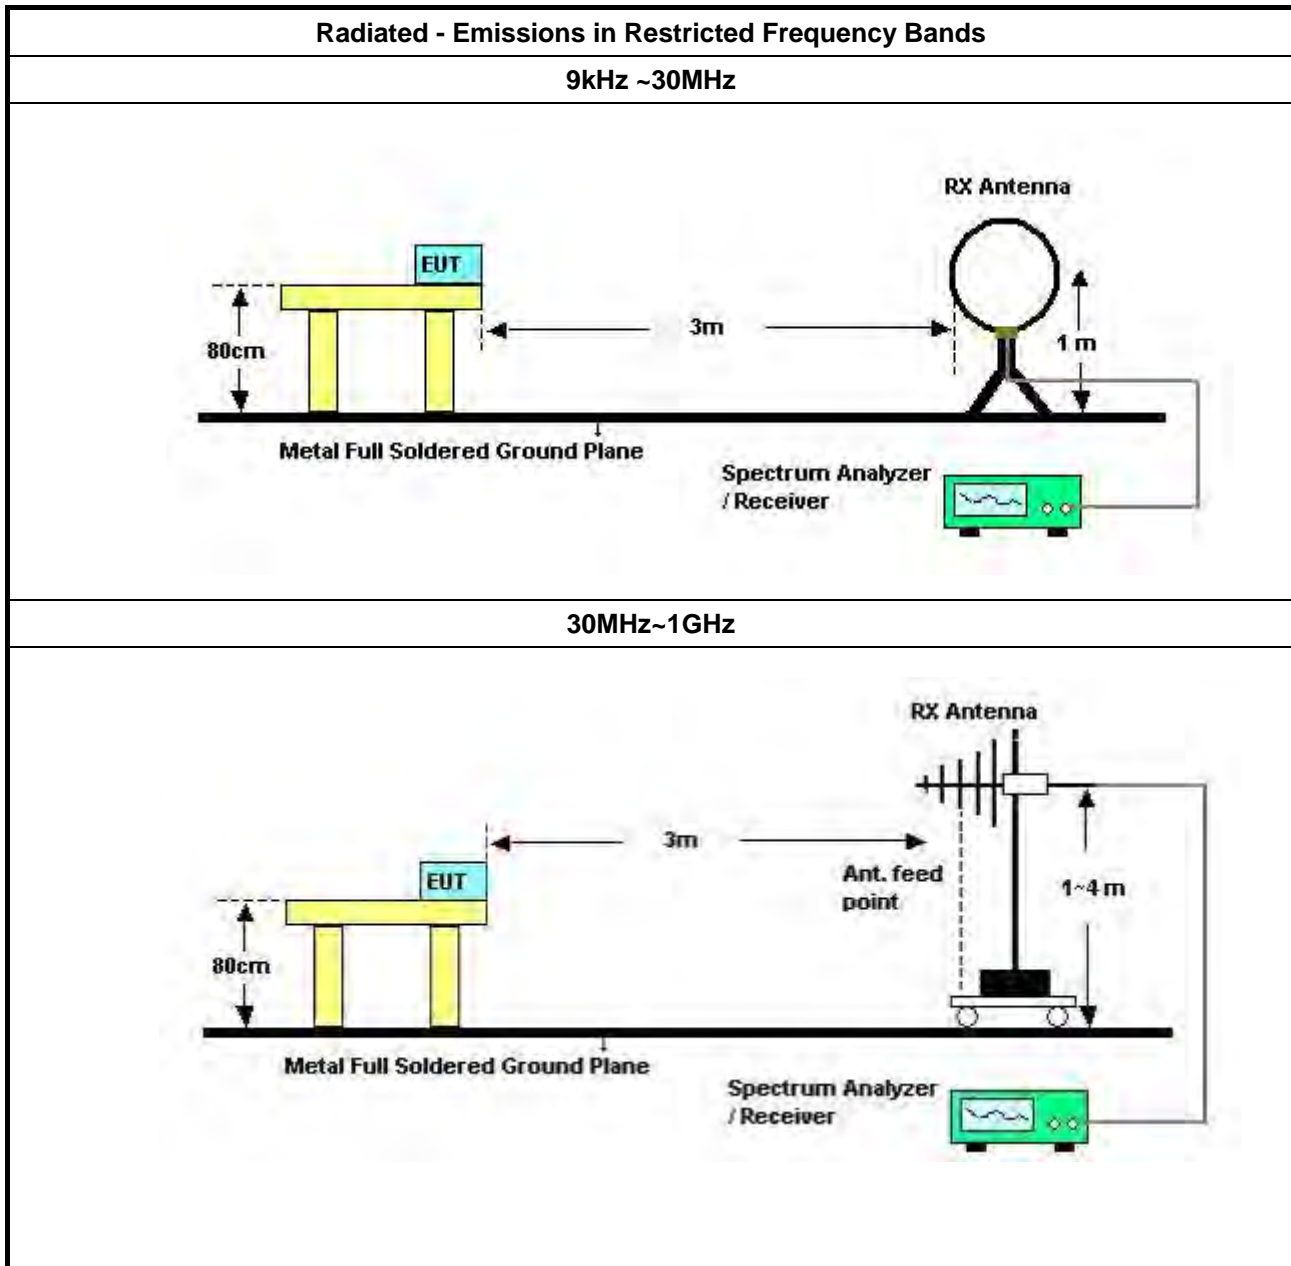 Radiated - Emissions in Restricted Frequency Bands
9kHz ~30MHz
RX Antenna
EUT
3m
80cm
1 m
Metal Full Soldered Ground Plane
Spectrum Analyzer
/ Receiver
30MHz~1GHz
RX Antenna
3m
EUT
Ant. feed
point
1~4 m
80cm
Metal Full Soldered Ground Plane
Spectrum Analyzer
/ Receiver